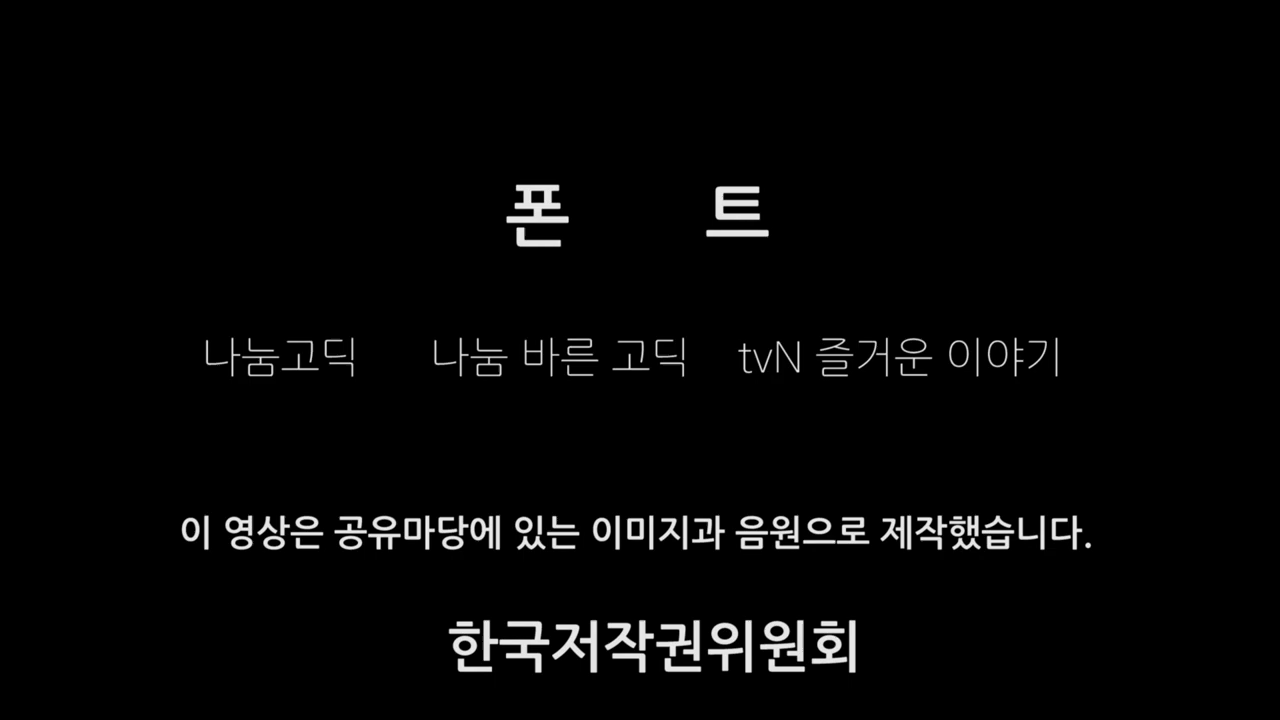 폰 트
나눔고딕 나눔 바른 고딕 tvN 즐거운 이야기
이 영상은 공유마당에 있는 이미지과 음원으로 제작했습니다.
한국저작권위원회